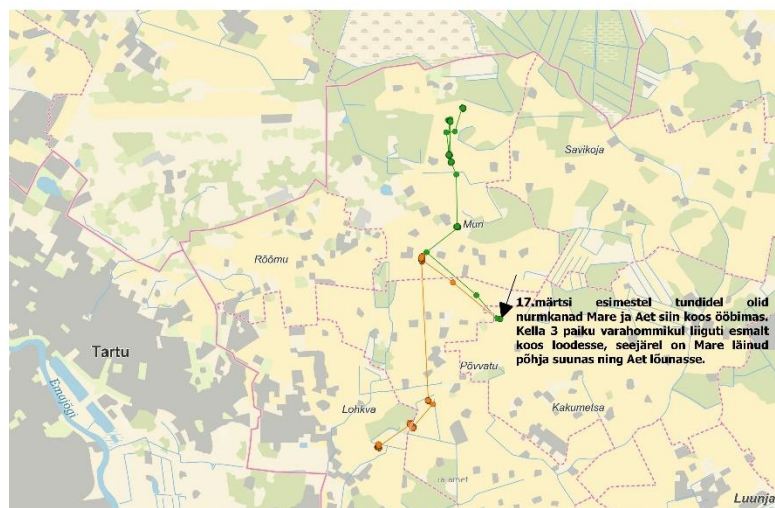 Savikoja
Muri
Rõõmu
17.märtsi esimestel tundidel olid
nurmkanad Mare ja Aet siin koos ööbimas.
Kella 3 paiku varahommikul liiguti esmalt
koos loodesse, seejärel on Mare läinud
põhja suunas ning Aet lõunasse.
Tartu
Põvvatu
Emajõgi
Lohkva
Kakumetsa
Luunja